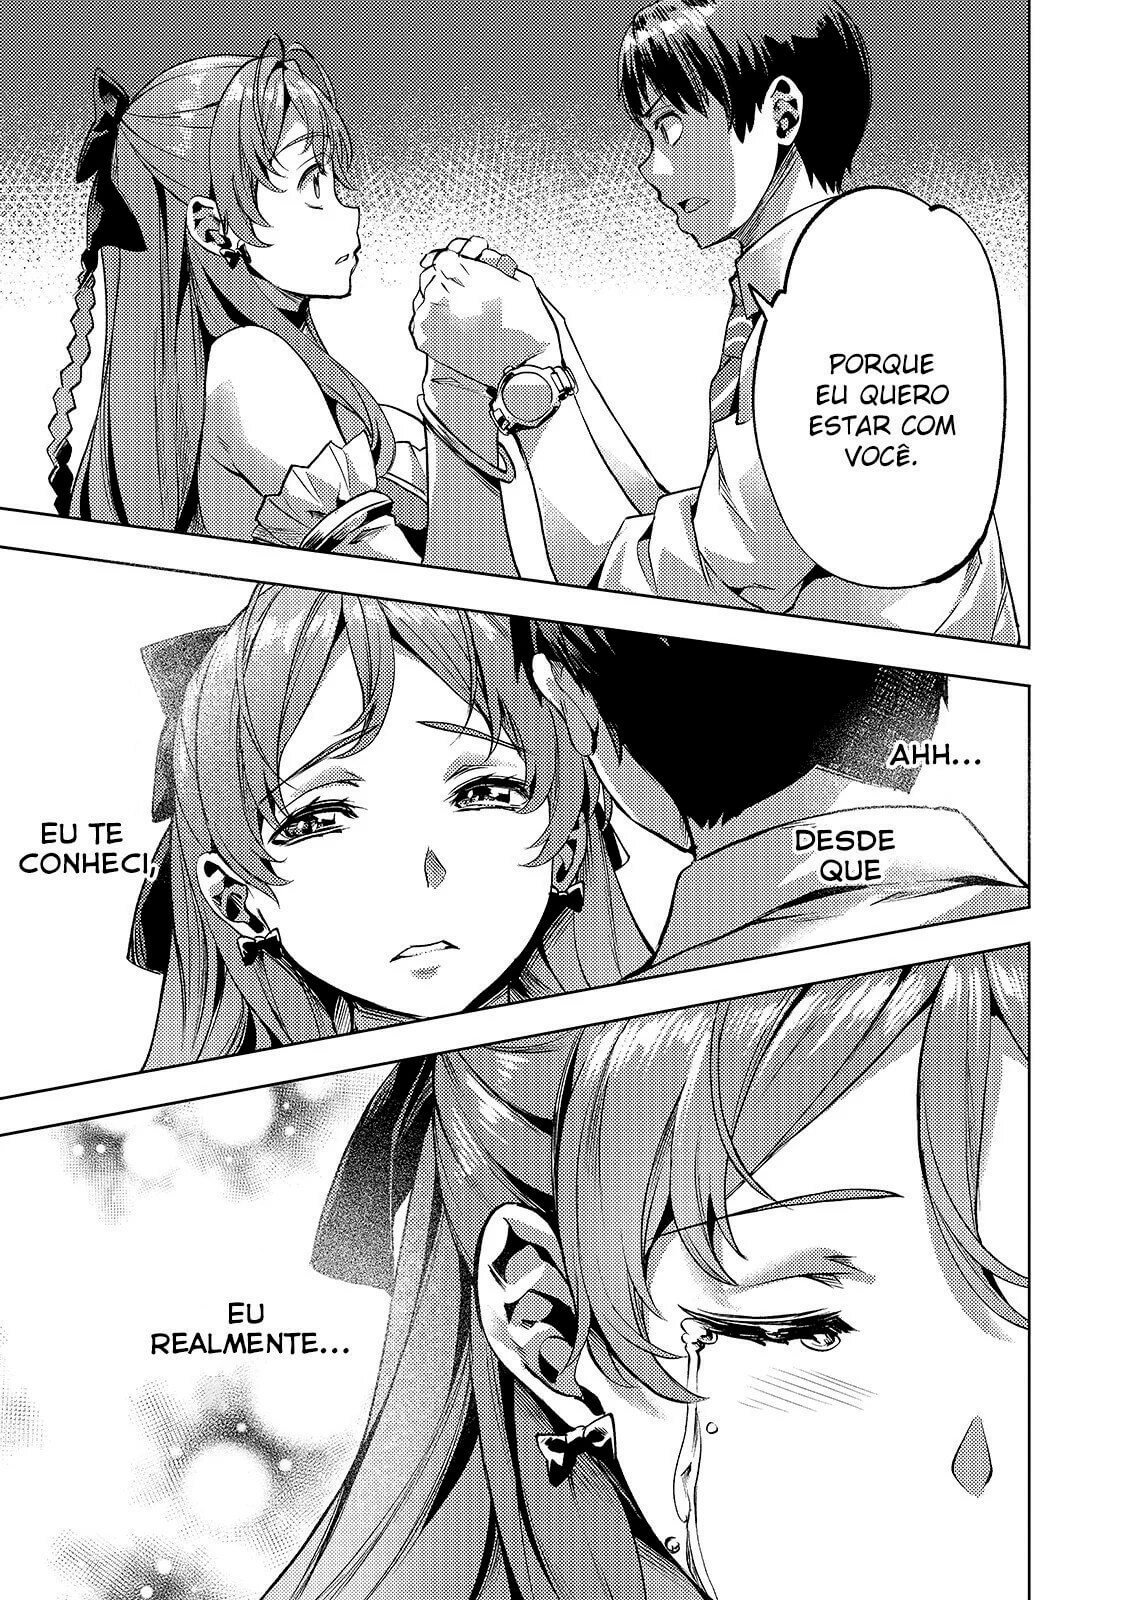 PORQUE
EU QUERO
ESTAR COM
VOCÊ.
AHH...
DESDE
QUE
EU TE
CONHECI,
EU
REALMENTE...